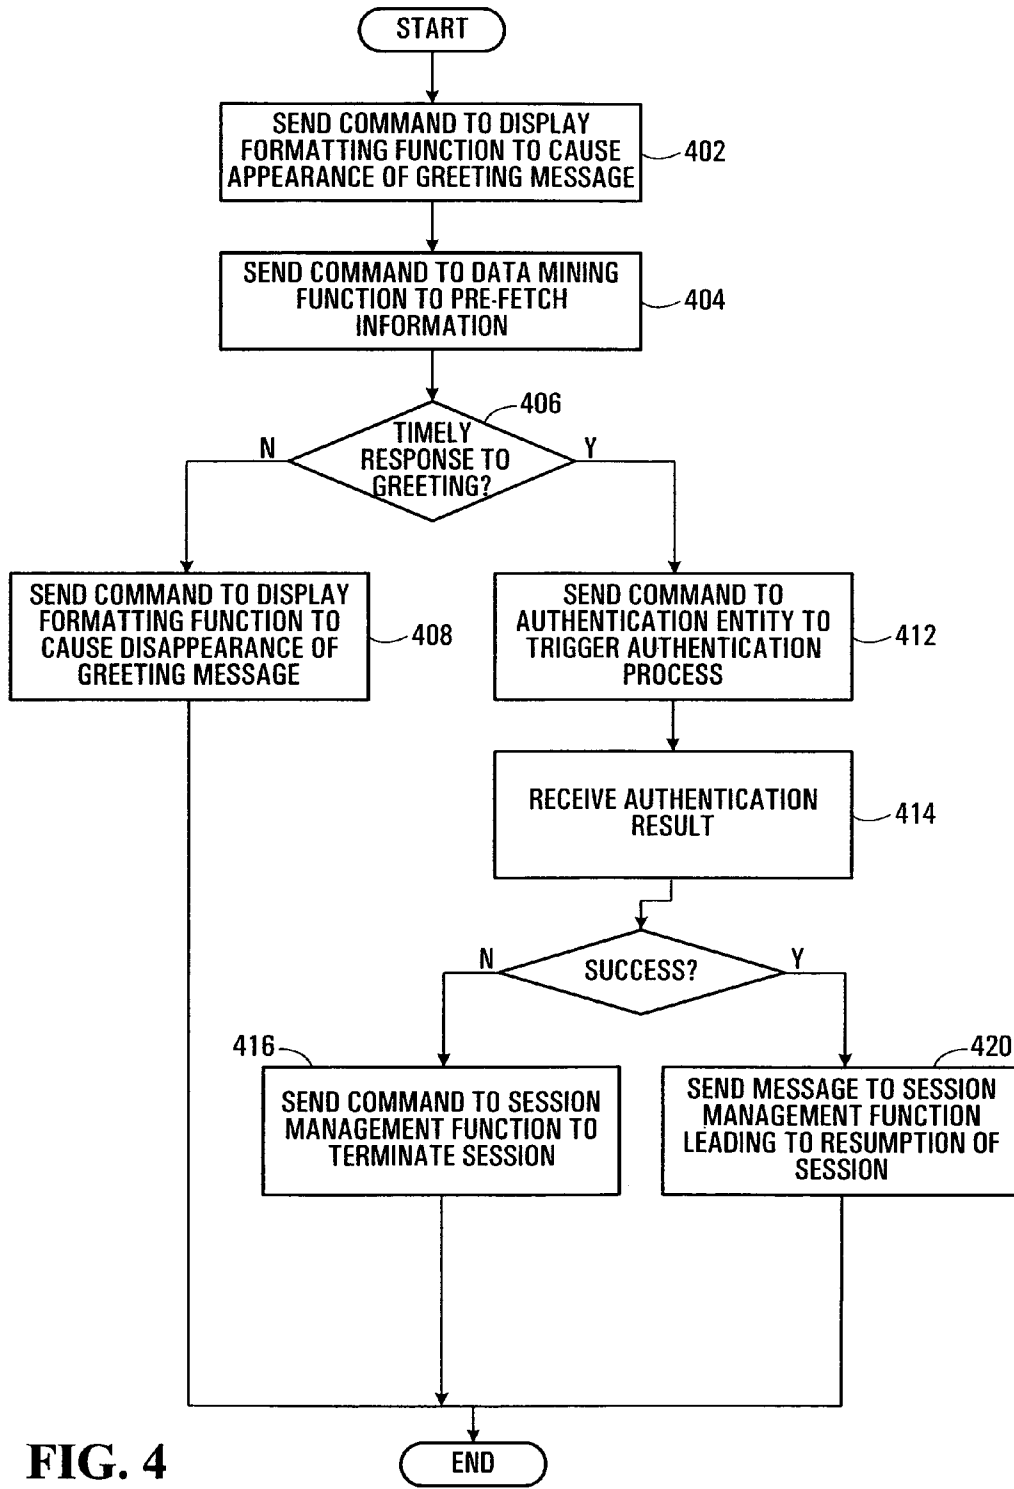 START
SEND COMMAND TO DISPLAY
FORMATTING FUNCTION TO CAUSE
APPEARANCE OF GREETING MESSAGE
402
SEND COMMAND TO DATA MINING
FUNCTION TO PRE-FETCH
INFORMATION
404
406
TIMELY
RESPONSE TO
GREETING?
N
Y
SEND COMMAND TO DISPLAY
FORMATTING FUNCTION TO
CAUSE DISAPPEARANCE OF
GREETING MESSAGE
408
SEND COMMAND TO
AUTHENTICATION ENTITY TO
TRIGGER AUTHENTICATION
PROCESS
412
RECEIVE AUTHENTICATION
RESULT
414
N
SUCCESS?
Y
416
SEND COMMAND TO SESSION
MANAGEMENT FUNCTION TO
TERMINATE SESSION
420
SEND MESSAGE TO SESSION
MANAGEMENT FUNCTION
LEADING TO RESUMPTION OF
SESSION
END
FIG. 4